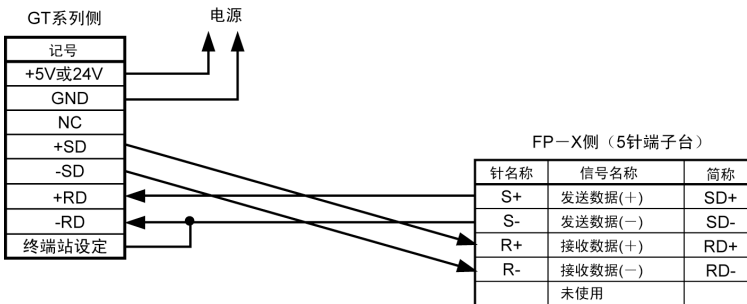 GT系列侧
电源
记号
+5V或24V
GND
NC
+SD
-SD
+RD
-RD
终端站设定
FP－X侧（5针端子台）
针名称 信号名称 简称
S+ 发送数据(＋) SD+
S- 发送数据(－) SD-
R+ 接收数据(＋) RD+
R- 接收数据(－) RD-
未使用